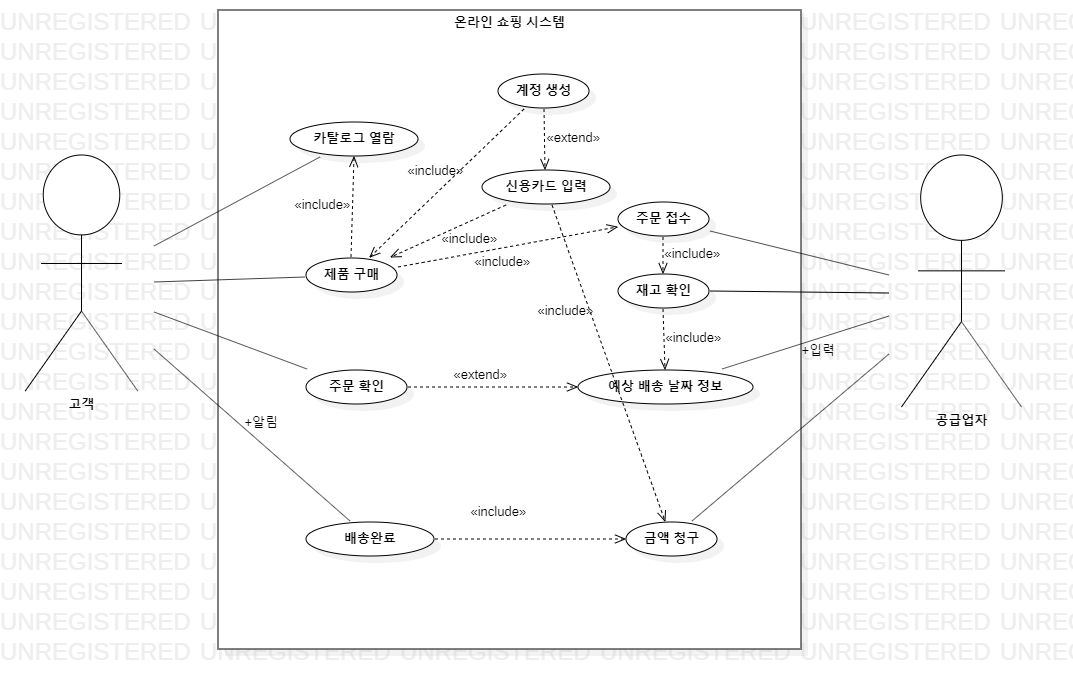 온라인 쇼핑 시스템
계정 생성
카탈로그 열람
«extend»
«include»
신용카드 입력
«include»
주문 접수
«include»
«include»
«include»
제품 구매
재고 확인
«include»
«include»
+입력
«extend»
주문 확인
예상 배송 날짜 정보
고객
공급업자
+알림
«include»
배송완료
금액 청구
UNREGISTERED